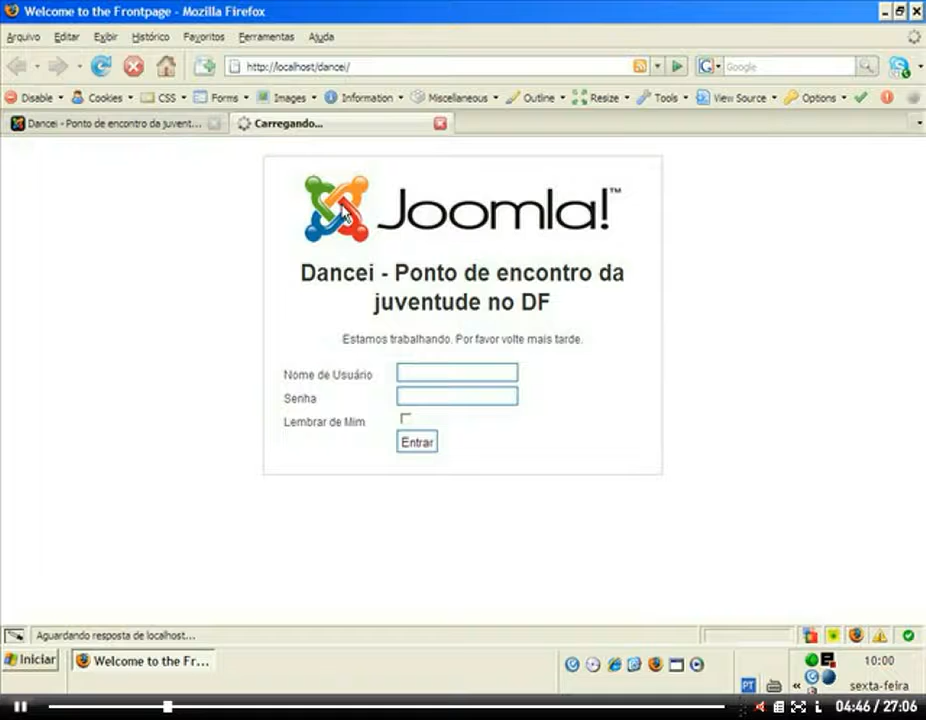 Welcome to the Frontpage - Mozilla Firefox
Arquivo Editar Exibir Histórico Favoritos Ferramentas Ajuda
http://localhost/dancei/ Google
Disable Cookies CSS Forms Images Information Miscellaneous Outline Resize Tools View Source Options
Dancei - Ponto de encontro da juvent... Carregando...
Joomla!™
Dancei - Ponto de encontro da
juventude no DF
Estamos trabalhando. Por favor volte mais tarde.
Nome de Usuário
Senha
Lembrar de Mim
Entrar
Aguardando resposta de localhost...
Iniciar Welcome to the Fr... 10:00
PT « sexta-feira
04:46 / 27:06